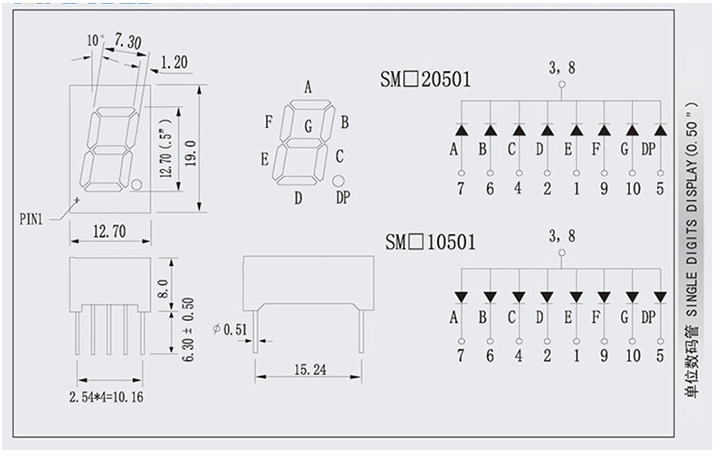 10°
7.30
1.20
12.70(.5")
19.0
PIN1
12.70
8.0
6.30 ± 0.50
2.54*4=10.16
A
F
B
G
E
C
D
DP
ϕ0.51
15.24
SM□20501
3, 8
A B C D E F G DP
7 6 4 2 1 9 10 5
SM□10501
3, 8
A B C D E F G DP
7 6 4 2 1 9 10 5
单位数码管 SINGLE DIGITS DISPLAY(0.50")